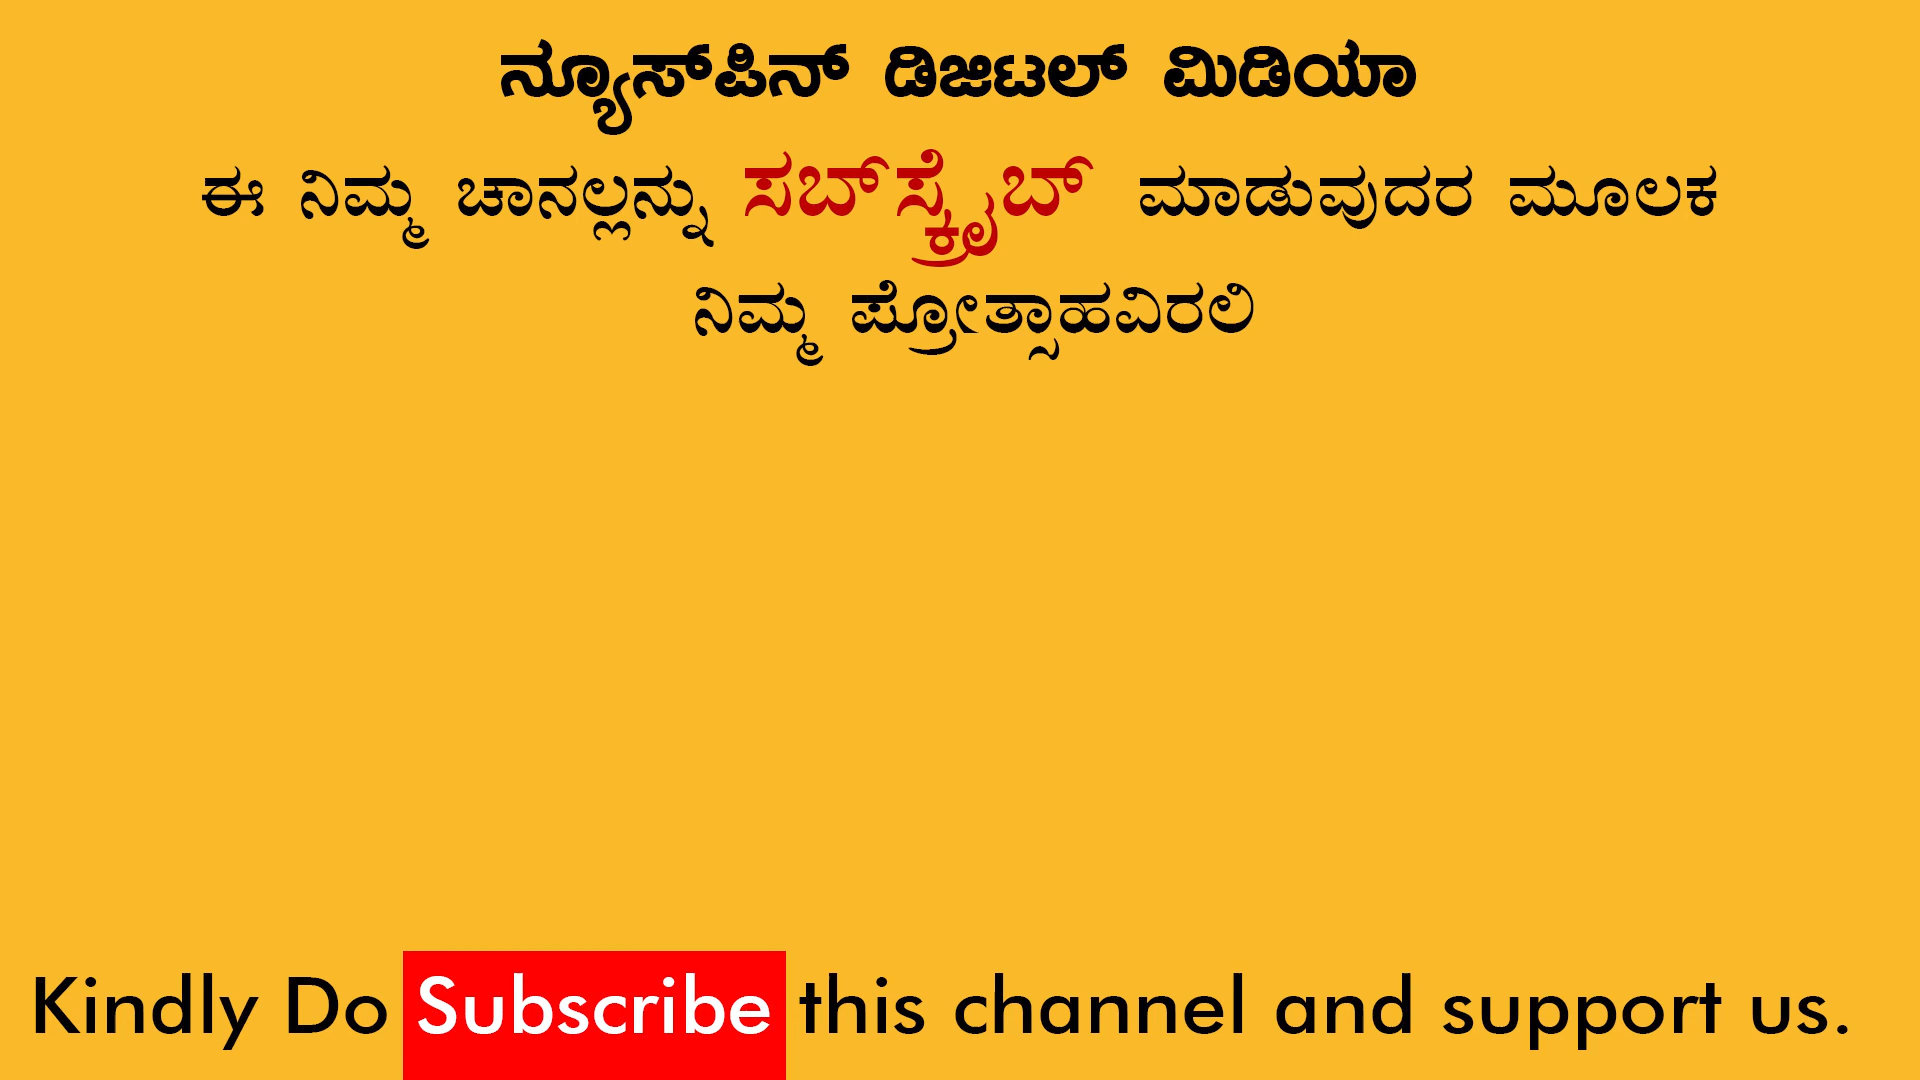 ನ್ಯೂಸ್‌ಪಿನ್ ಡಿಜಿಟಲ್ ಮಿಡಿಯಾ
ಈ ನಿಮ್ಮ ಚಾನಲ್ಲನ್ನು ಸಬ್‌ಸ್ಕ್ರೈಬ್ ಮಾಡುವುದರ ಮೂಲಕ
ನಿಮ್ಮ ಪ್ರೋತ್ಸಾಹವಿರಲಿ
Kindly Do Subscribe this channel and support us.